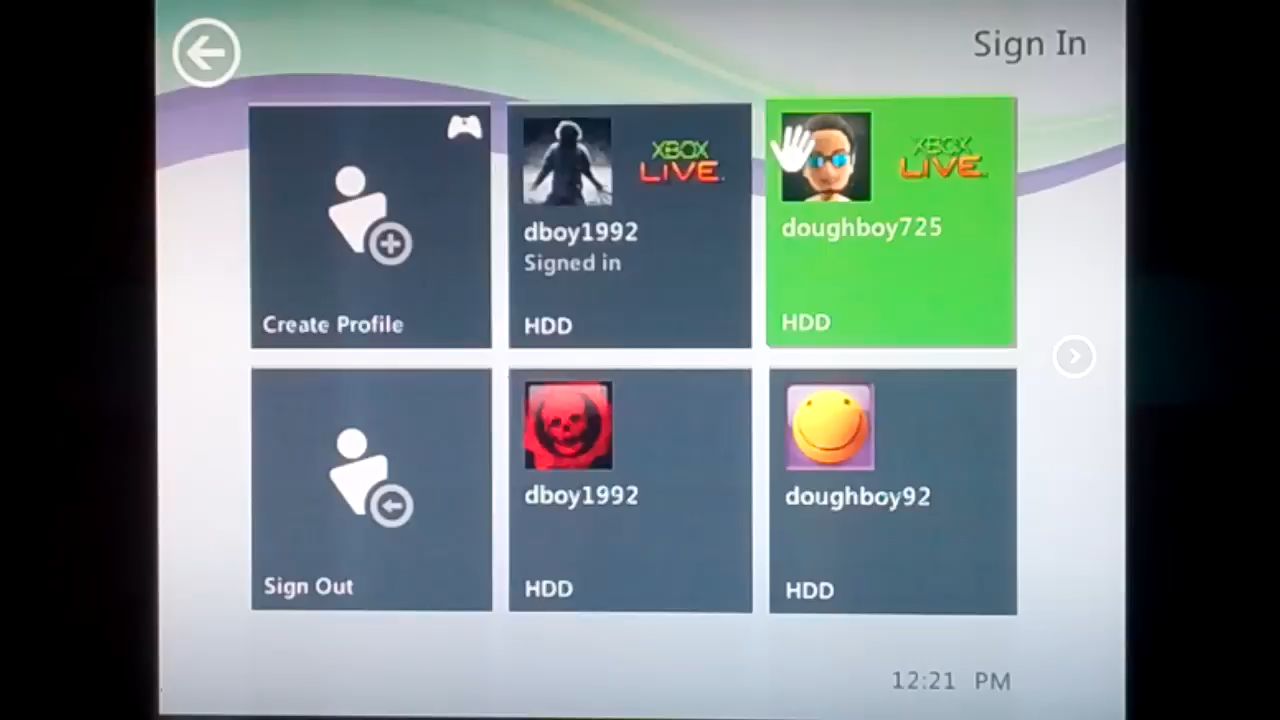 Sign In
XBOX
LIVE
dboy1992
Signed in
HDD
XBOX
LIVE
doughboy725
HDD
Create Profile
Sign Out
dboy1992
HDD
doughboy92
HDD
12:21 PM